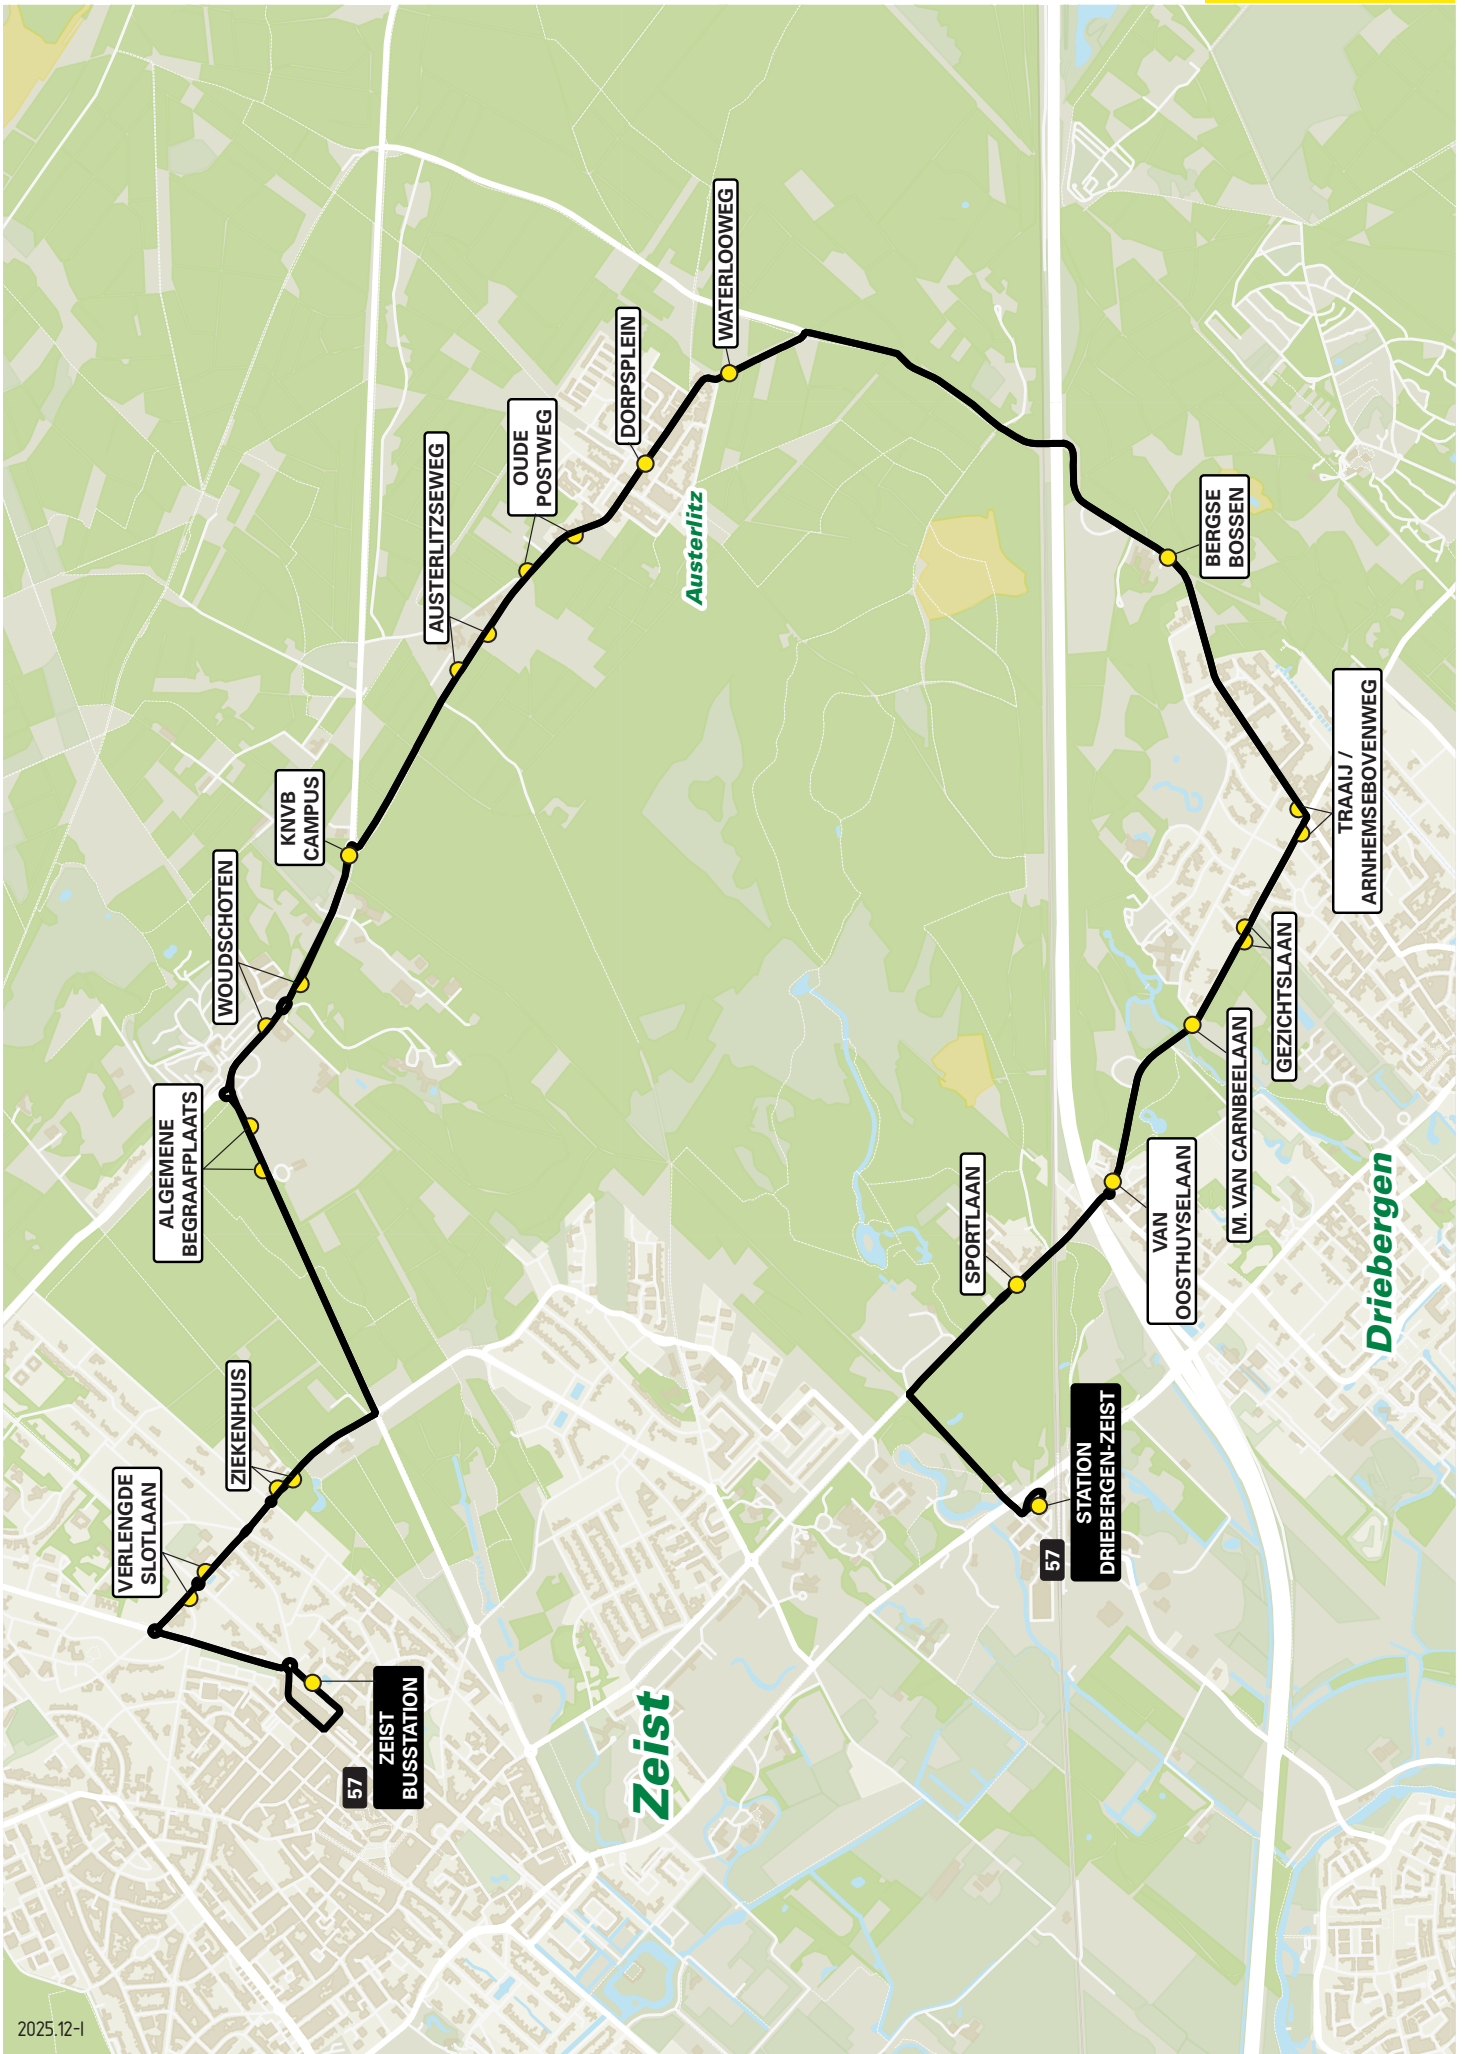 VERLENGDE
SLOTLAAN
ZIEKENHUIS
57
ZEIST
BUSSTATION
ALGEMENE
BEGRAAFPLAATS
WOUDSCHOTEN
KNVB
CAMPUS
AUSTERLITZSEWEG
OUDE
POSTWEG
DORPSPLEIN
WATERLOOWEG
Austerlitz
BERGSE
BOSSEN
TRAAIJ /
ARNHEMSEBOVENWEG
GEZICHTSLAAN
M. VAN CARNBEELAAN
VAN
OOSTHUYSELAAN
SPORTLAAN
57
STATION
DRIEBERGEN-ZEIST
Zeist
Driebergen
2025.12-I